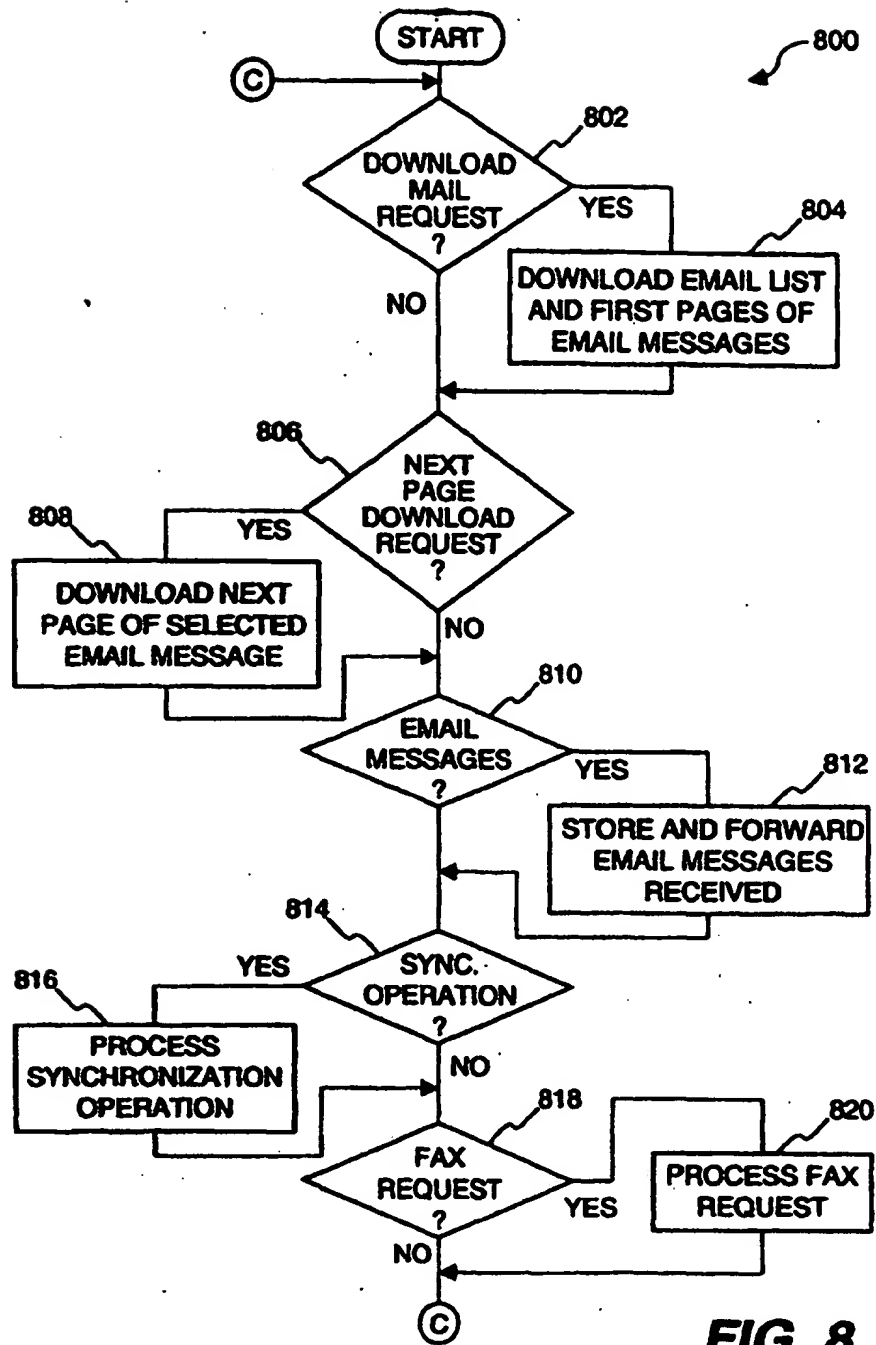 START
C
800
802
DOWNLOAD
MAIL
REQUEST
?
YES
NO
804
DOWNLOAD EMAIL LIST
AND FIRST PAGES OF
EMAIL MESSAGES
806
NEXT
PAGE
DOWNLOAD
REQUEST
?
YES
NO
808
DOWNLOAD NEXT
PAGE OF SELECTED
EMAIL MESSAGE
810
EMAIL
MESSAGES
?
YES
812
STORE AND FORWARD
EMAIL MESSAGES
RECEIVED
814
SYNC.
OPERATION
?
YES
NO
816
PROCESS
SYNCHRONIZATION
OPERATION
818
FAX
REQUEST
?
YES
NO
820
PROCESS FAX
REQUEST
C
FIG. 8